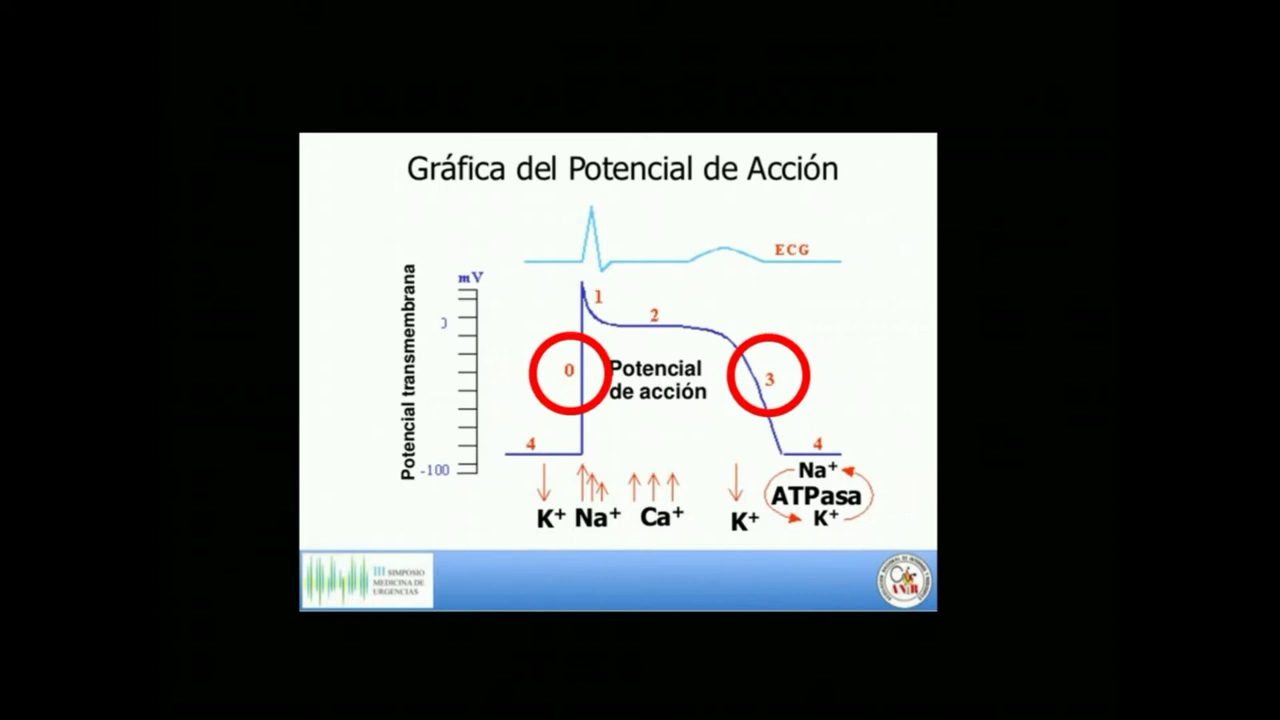 Gráfica del Potencial de Acción
ECG
mV
Potencial transmembrana
1
2
0
Potencial
de acción
3
4
4
-100
Na+
ATPasa
K+
K+ Na+ Ca+ K+
III SIMPOSIO
MEDICINA DE
URGENCIAS